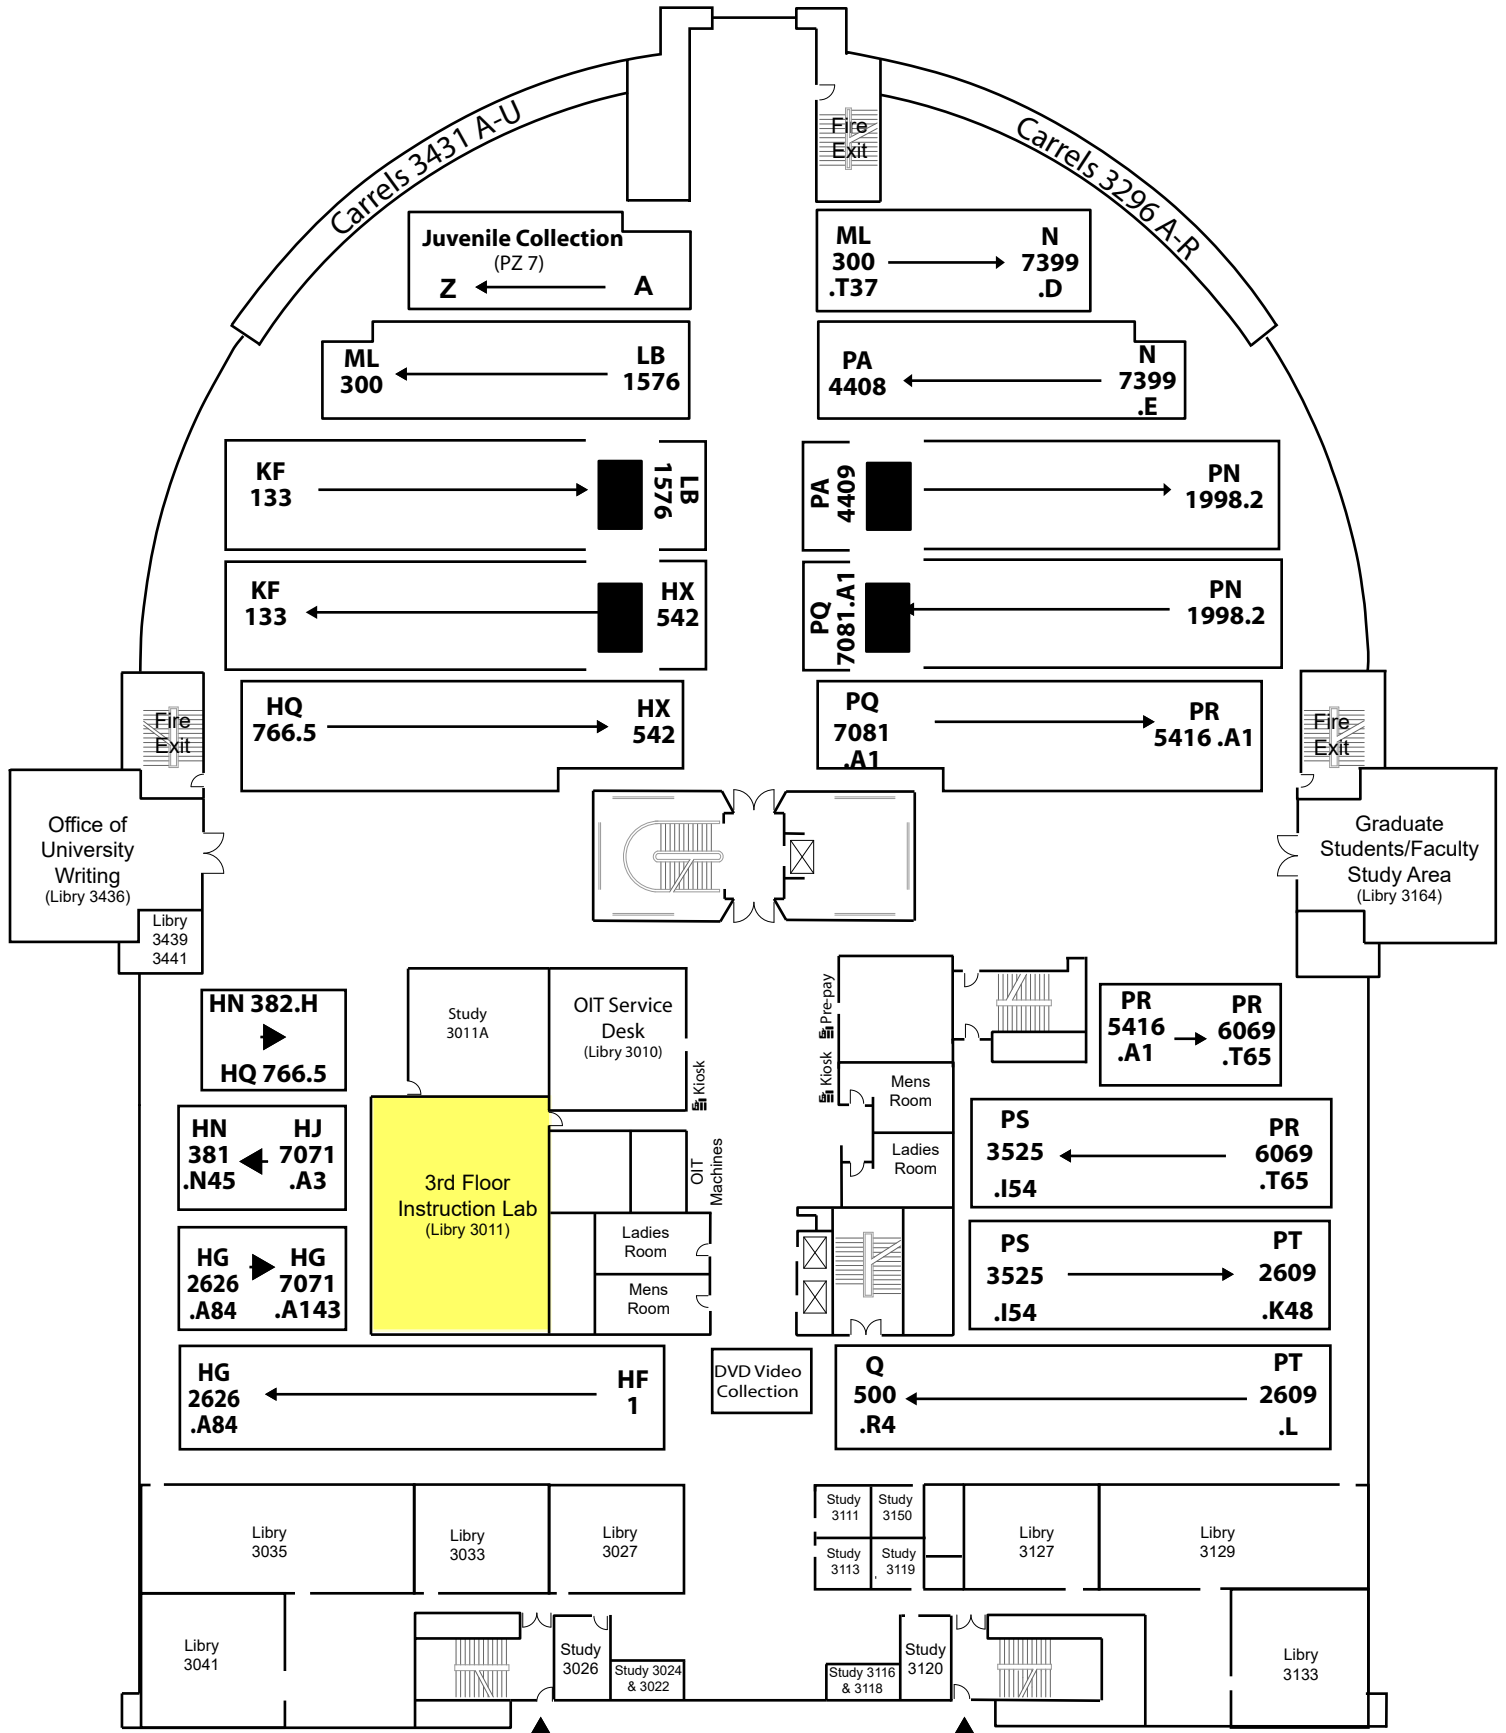 Carrels 3431 A-U
Fire
Exit
Carrels 3296 A-R
Juvenile Collection
(PZ 7)
Z
A
ML
300
.T37
N
7399
.D
ML
300
LB
1576
PA
4408
N
7399
.E
KF
133
LB
1576
PA
4409
PN
1998.2
KF
133
HX
542
PQ
7081.A1
PN
1998.2
HQ
766.5
HX
542
PQ
7081
.A1
PR
5416 .A1
Fire
Exit
Fire
Exit
Office of
University
Writing
(Libry 3436)
Libry
3439
3441
Graduate
Students/Faculty
Study Area
(Libry 3164)
HN 382.H
HQ 766.5
Study
3011A
OIT Service
Desk
(Libry 3010)
Kiosk
Pre-pay
Kiosk
Mens
Room
Ladies
Room
PR
5416
.A1
PR
6069
.T65
HN
381
.N45
HJ
7071
.A3
3rd Floor
Instruction Lab
(Libry 3011)
OIT
Machines
Ladies
Room
Mens
Room
PS
3525
.I54
PR
6069
.T65
HG
2626
.A84
HG
7071
.A143
PS
3525
.I54
PT
2609
.K48
HG
2626
.A84
HF
1
DVD Video
Collection
Q
500
.R4
PT
2609
.L
Libry
3035
Libry
3033
Libry
3027
Study
3111
Study
3150
Study
3113
Study
3119
Libry
3127
Libry
3129
Libry
3041
Study
3026
Study 3024
& 3022
Study 3116
& 3118
Study
3120
Libry
3133